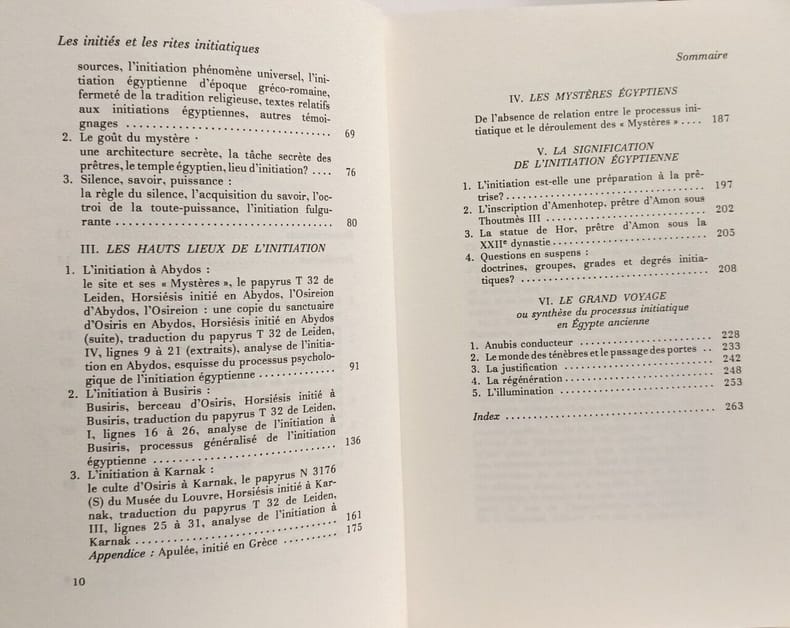 Les initiés et les rites initiatiques
sources, l'initiation phénomène universel, l'ini-
tiation égyptienne d'époque gréco-romaine,
fermeté de la tradition religieuse, textes relatifs
aux initiations égyptiennes, autres témoi-
gnages .............................. 69
2. Le goût du mystère :
une architecture secrète, la tâche secrète des
prêtres, le temple égyptien, lieu d'initiation? .... 76
3. Silence, savoir, puissance :
la règle du silence, l'acquisition du savoir, l'oc-
troi de la toute-puissance, l'initiation fulgu-
rante .............................. 80
III. LES HAUTS LIEUX DE L'INITIATION
1. L'initiation à Abydos :
le site et ses « Mystères », le papyrus T 32 de
Leiden, Horsiésis initié en Abydos, l'Osireion
d'Abydos, l'Osireion : une copie du sanctuaire
d'Osiris en Abydos, Horsiésis initié en Abydos
(suite), traduction du papyrus T 32 de Leiden,
IV, lignes 9 à 21 (extraits), analyse de l'initia-
tion en Abydos, esquisse du processus psycholo-
gique de l'initiation égyptienne .............. 91
2. L'initiation à Busiris :
Busiris, berceau d'Osiris, Horsiésis initié à
Busiris, traduction du papyrus T 32 de Leiden,
I, lignes 16 à 26, analyse de l'initiation à
Busiris, processus généralisé de l'initiation
égyptienne .............................. 136
3. L'initiation à Karnak :
le culte d'Osiris à Karnak, le papyrus N 3176
(S) du Musée du Louvre, Horsiésis initié à Kar-
nak, traduction du papyrus T 32 de Leiden,
III, lignes 25 à 31, analyse de l'initiation à
Karnak .............................. 161
Appendice : Apulée, initié en Grèce .......... 175
10
Sommaire
IV. LES MYSTÈRES ÉGYPTIENS
De l'absence de relation entre le processus ini-
tiatique et le déroulement des « Mystères » .... 187
V. LA SIGNIFICATION
DE L'INITIATION ÉGYPTIENNE
1. L'initiation est-elle une préparation à la prê-
trise? .............................. 197
2. L'inscription d'Amenhotep, prêtre d'Amon sous
Thoutmès III .............................. 202
3. La statue de Hor, prêtre d'Amon sous la
XXIIe dynastie .............................. 205
4. Questions en suspens :
doctrines, groupes, grades et degrés initia-
tiques? .............................. 208
VI. LE GRAND VOYAGE
ou synthèse du processus initiatique
en Égypte ancienne
1. Anubis conducteur .............................. 228
2. Le monde des ténèbres et le passage des portes .. 233
3. La justification .............................. 242
4. La régénération .............................. 248
5. L'illumination .............................. 253
Index .............................. 263